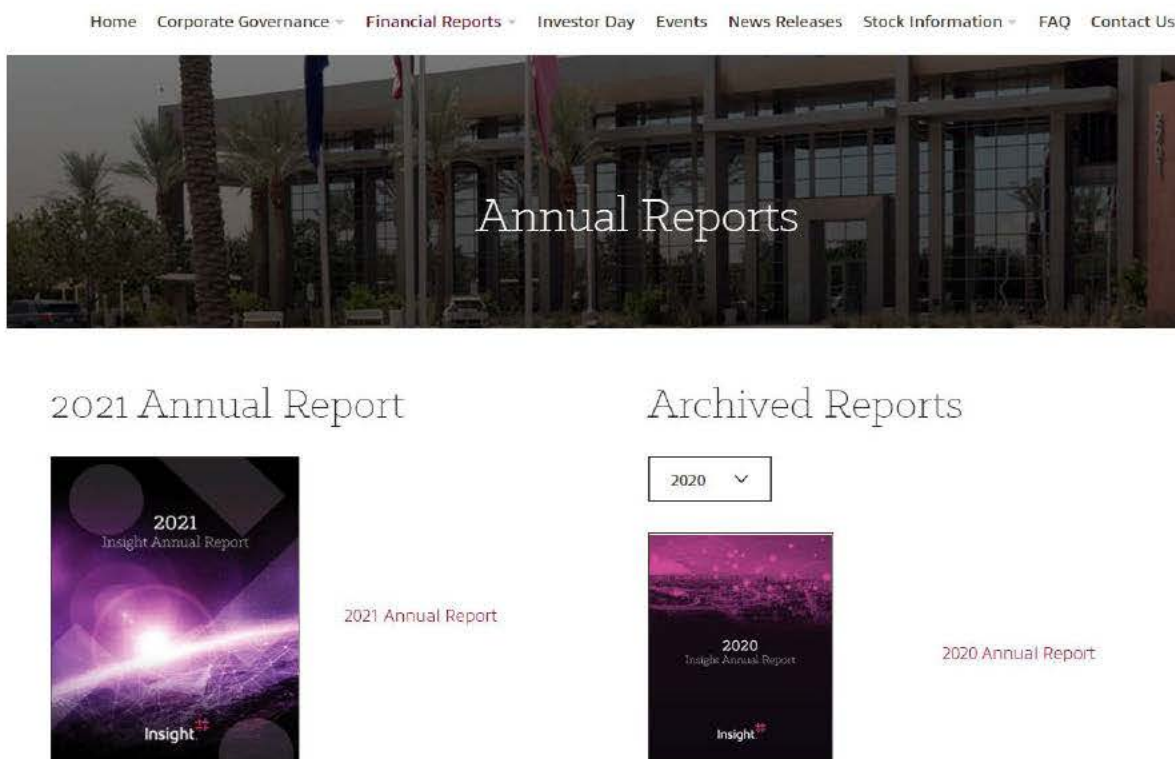 Home Corporate Governance Financial Reports Investor Day Events News Releases Stock Information FAQ Contact Us
Annual Reports
2021 Annual Report
2021
Insight Annual Report
Insight
2021 Annual Report
Archived Reports
2020
2020
Insight Annual Report
Insight
2020 Annual Report